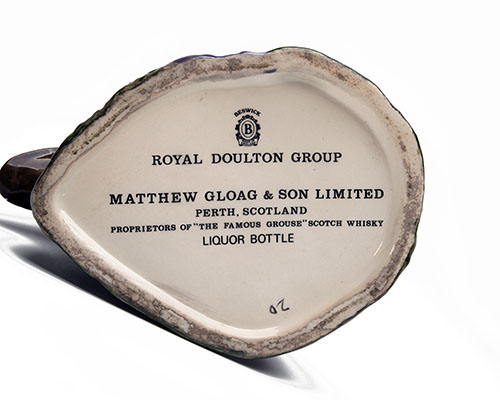 BESWICK
B
ROYAL DOULTON GROUP
MATTHEW GLOAG & SON LIMITED
PERTH, SCOTLAND
PROPRIETORS OF "THE FAMOUS GROUSE" SCOTCH WHISKY
LIQUOR BOTTLE